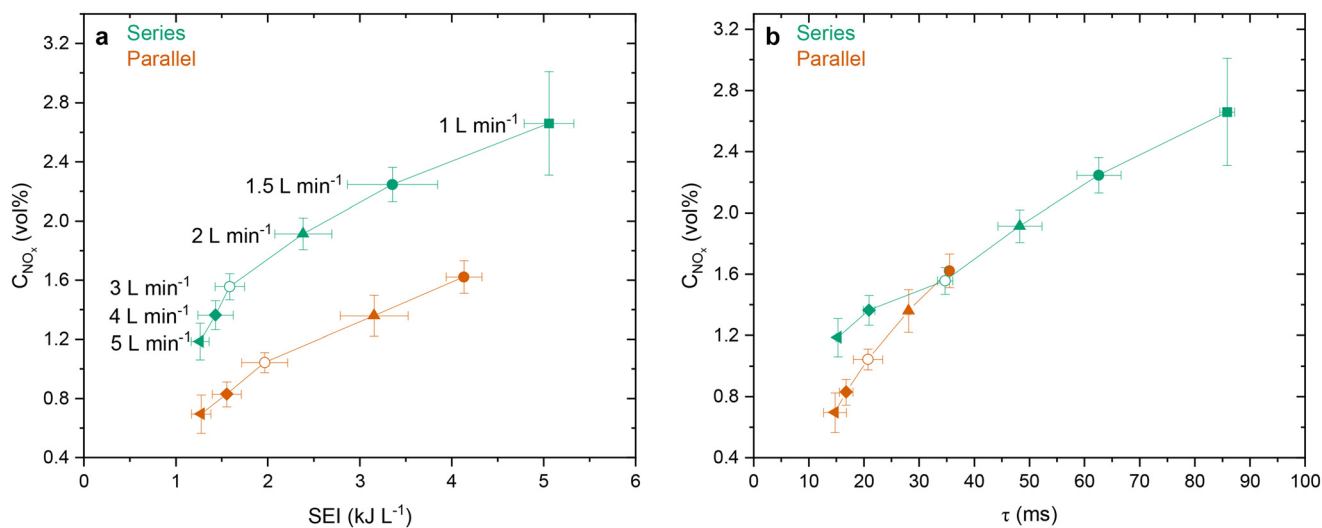 a
Series
Parallel
3.2
2.8
2.4
2.0
1.6
1.2
0.8
0.4
C_NOx (vol%)
1 L min⁻¹
1.5 L min⁻¹
2 L min⁻¹
3 L min⁻¹
4 L min⁻¹
5 L min⁻¹
0 1 2 3 4 5 6
SEI (kJ L⁻¹)
b
Series
Parallel
3.2
2.8
2.4
2.0
1.6
1.2
0.8
0.4
C_NOx (vol%)
0 10 20 30 40 50 60 70 80 90 100
τ (ms)